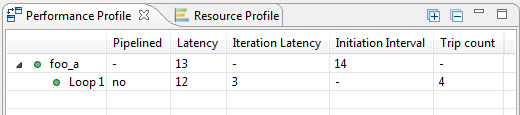 Performance Profile Resource Profile
Pipelined Latency Iteration Latency Initiation Interval Trip count
foo_a - 13 - 14 -
Loop 1 no 12 3 - 4